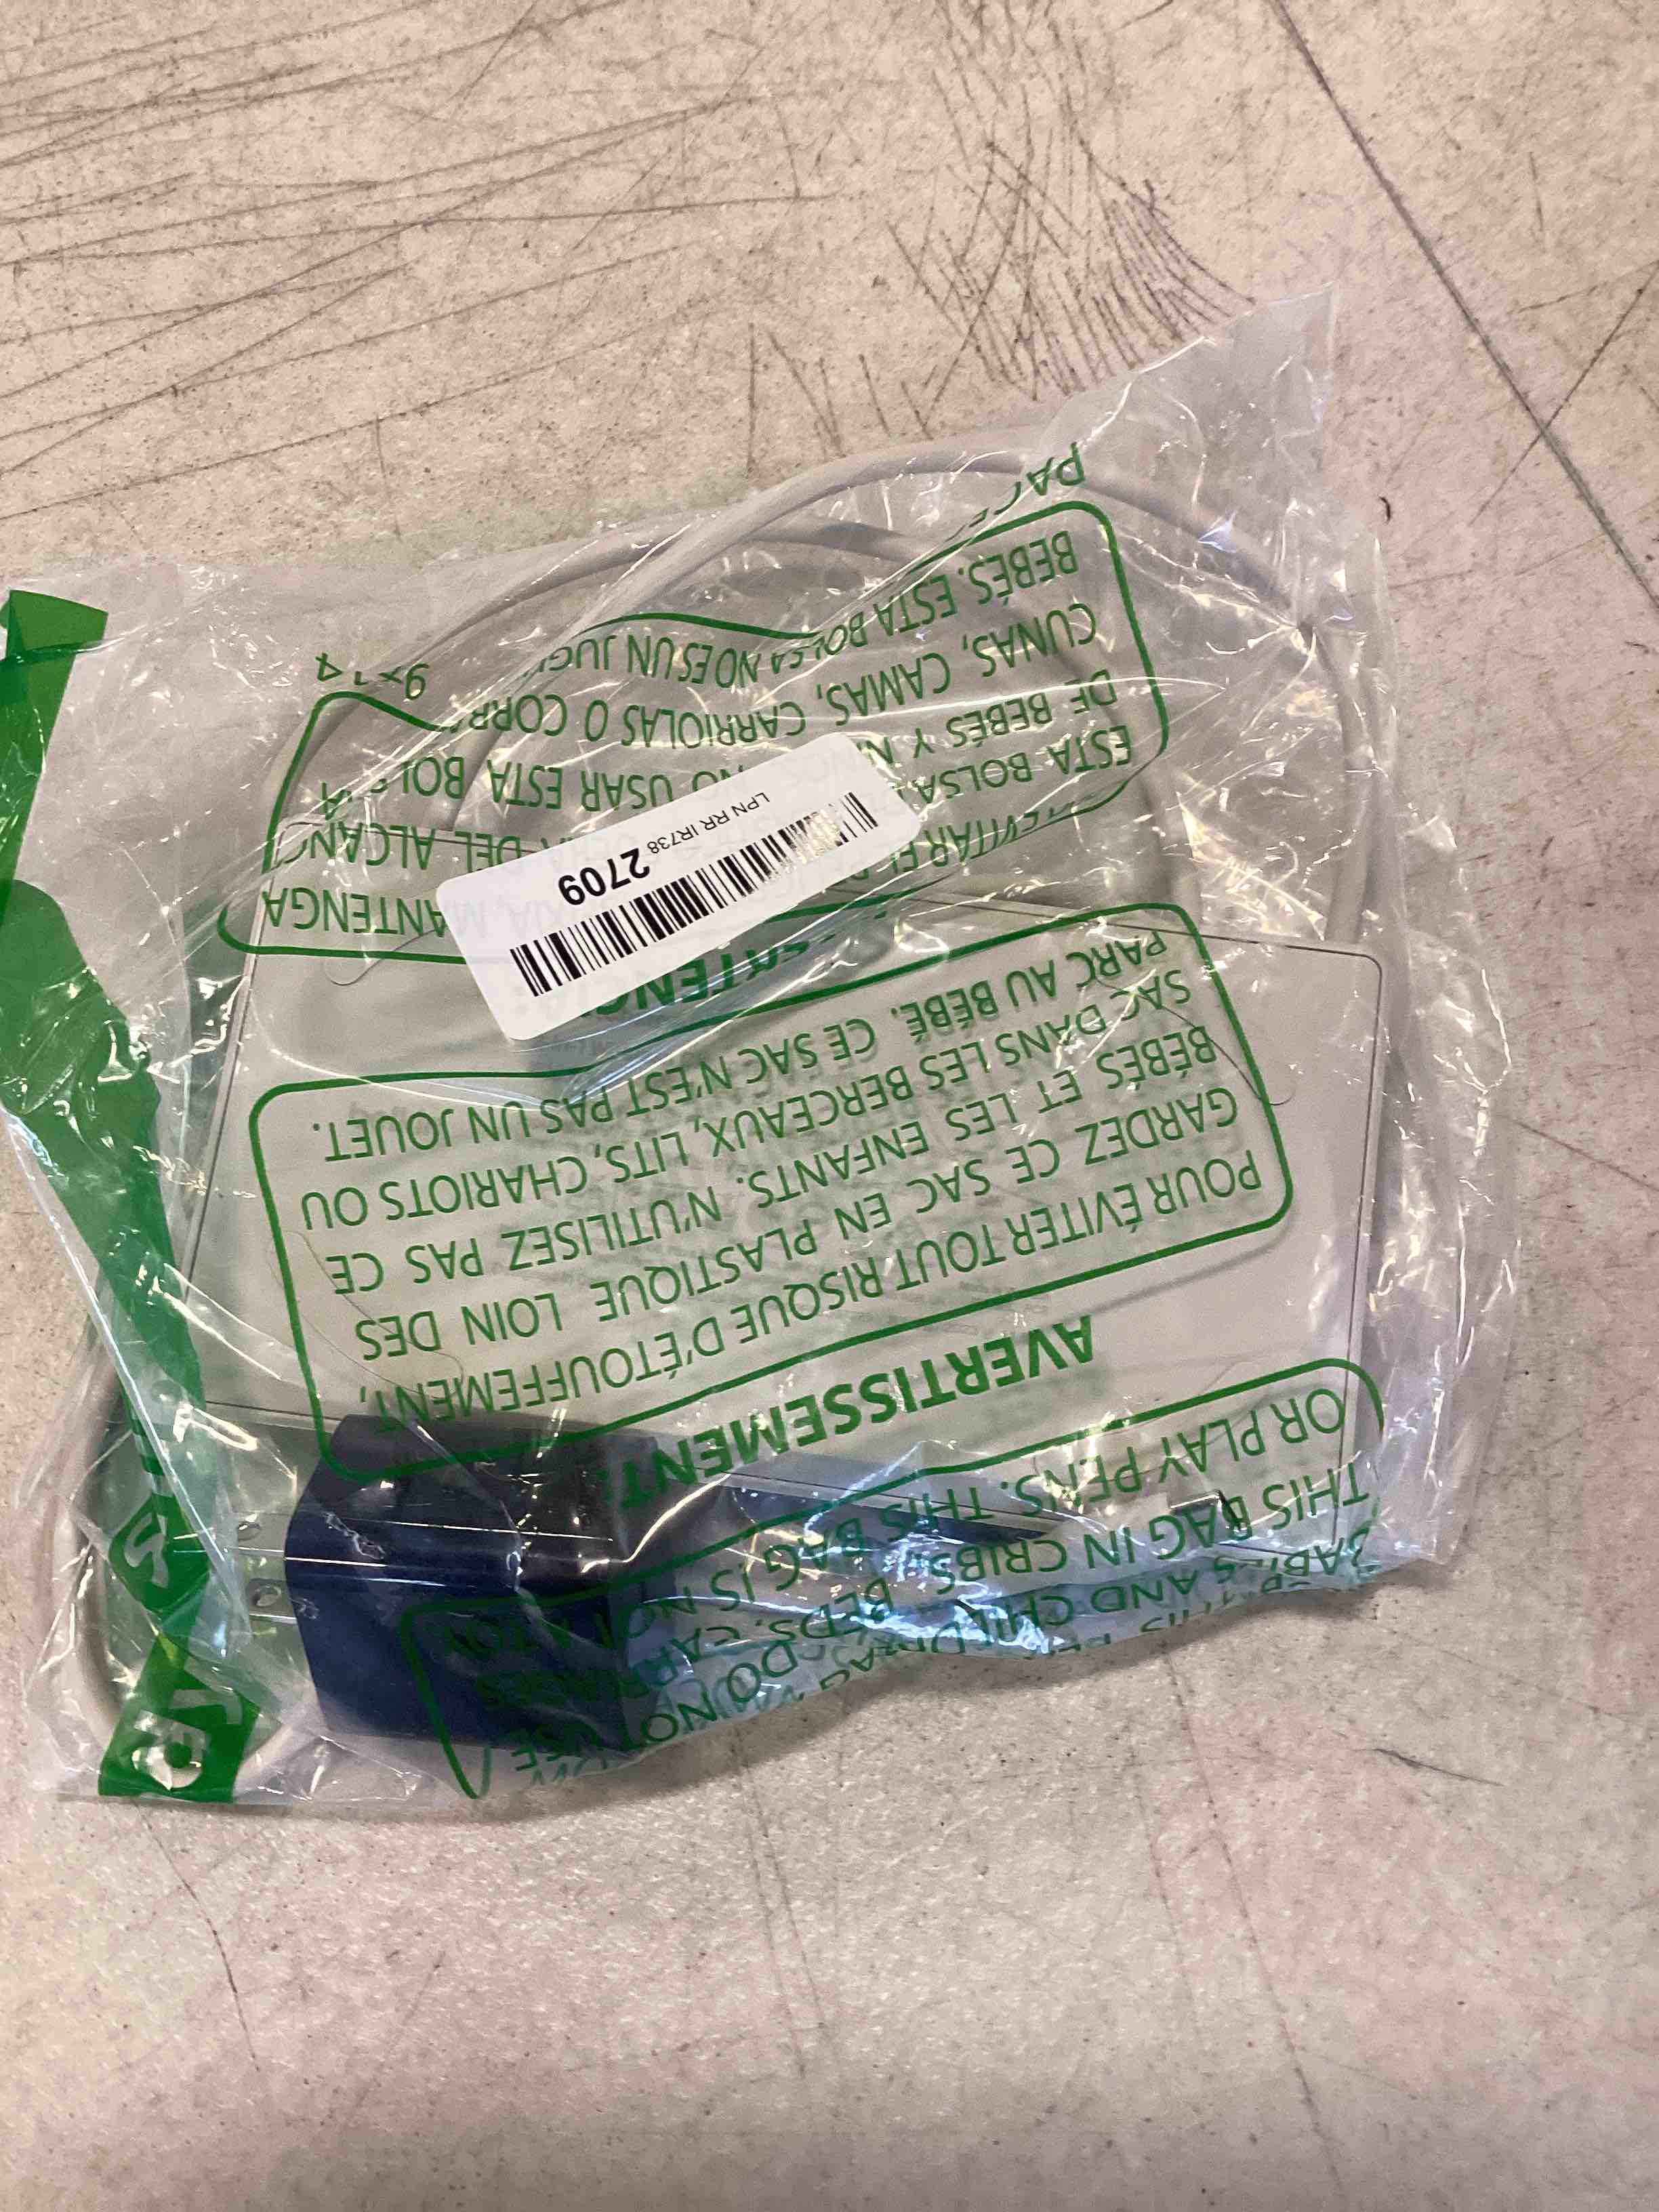 OR PLAY PENS. THIS BAG IS NOT A TOY.
THIS BAG IN CRIBS, BEDS, CARRIAGES
BABIES AND CHILDREN. DO NOT USE
AVERTISSEMENT:
POUR ÉVITER TOUT RISQUE D'ÉTOUFFEMENT,
GARDEZ CE SAC EN PLASTIQUE LOIN DES
BÉBÉS ET LES ENFANTS. N'UTILISEZ PAS CE
SAC DANS LES BERCEAUX, LITS, CHARIOTS OU
PARC AU BÉBÉ. CE SAC N'EST PAS UN JOUET.
EVITAR MANTENGA
ESTA BOLSA DEL ALCANC
DE BEBÉS Y NO USAR ESTA BOLSA
CUNAS, CAMAS, CARRIOLAS O CORR
BEBÉS. ESTA BOLSA NO ES UN JUG
9x14
LPN RR IR738 2709